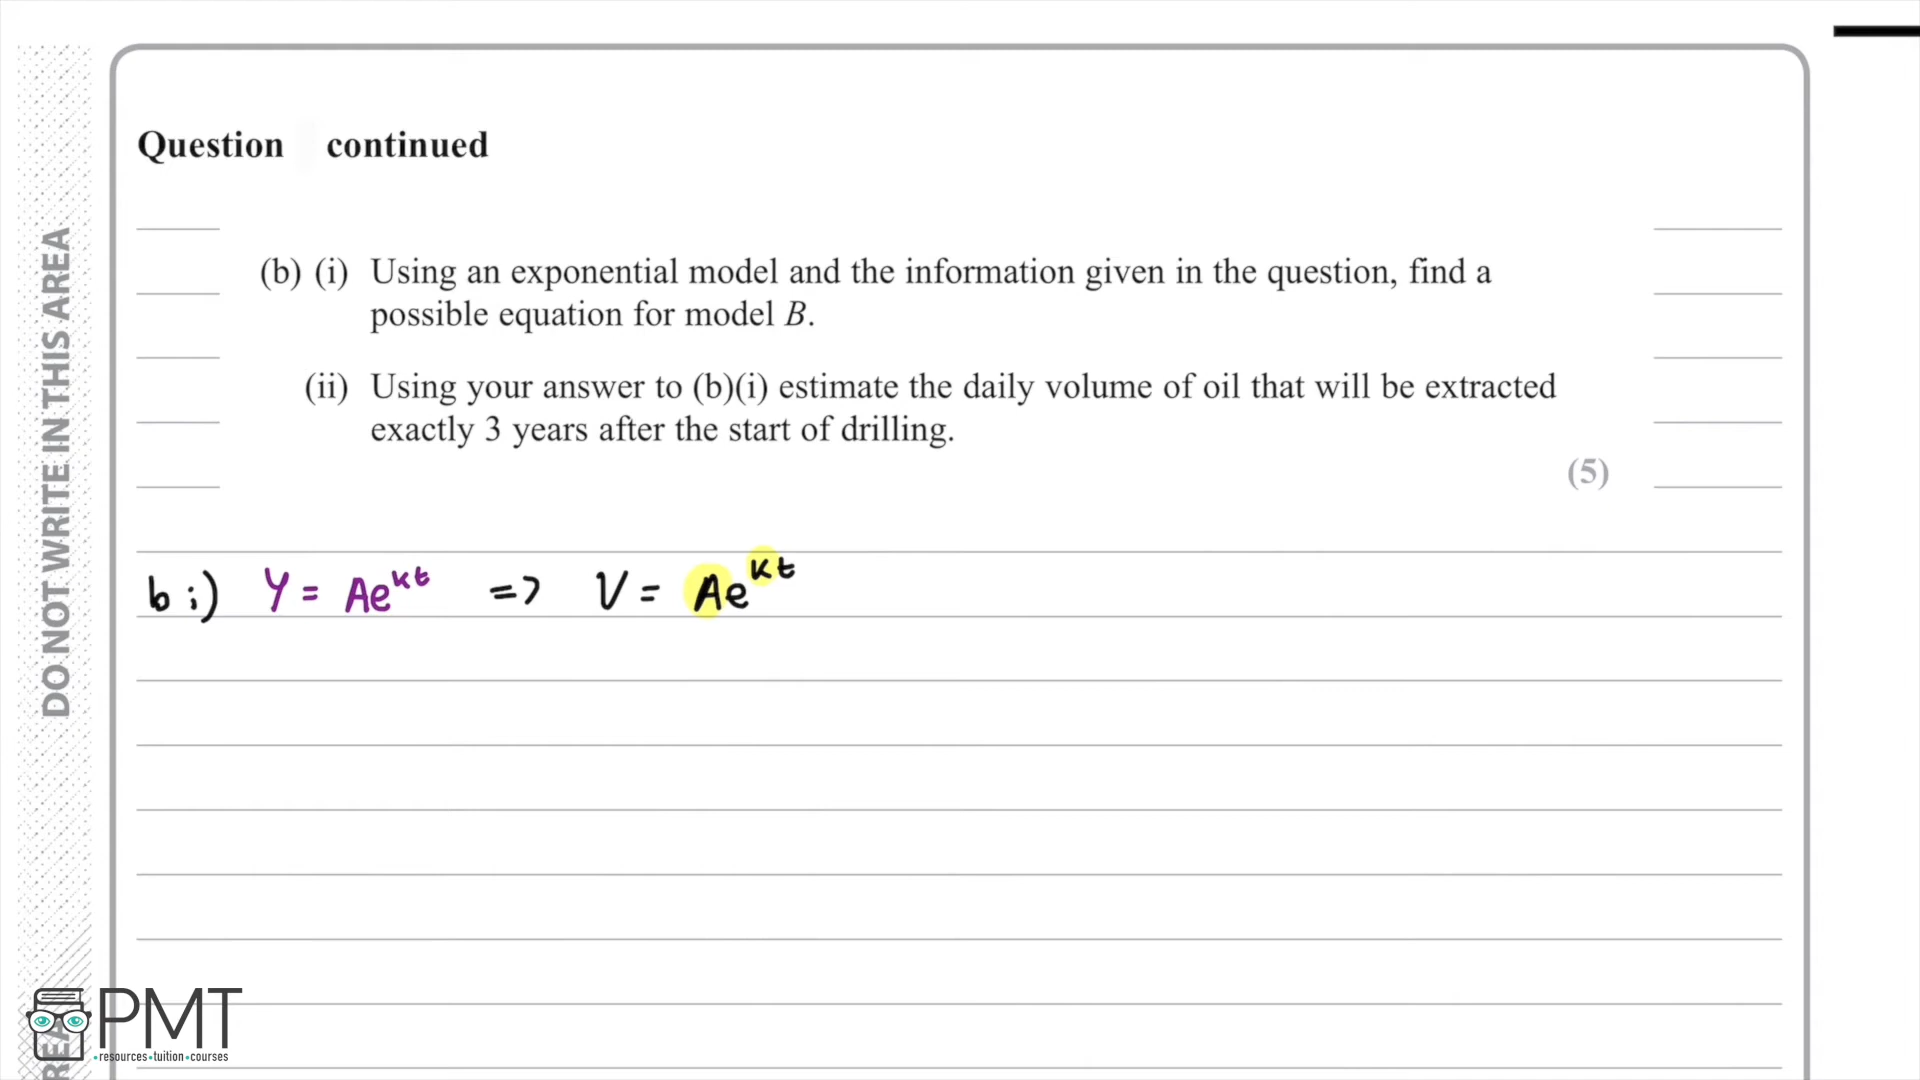 Question continued
(b) (i) Using an exponential model and the information given in the question, find a
possible equation for model B.
(ii) Using your answer to (b)(i) estimate the daily volume of oil that will be extracted
exactly 3 years after the start of drilling.
(5)
b i) Y = Ae^kt => V = Ae^kt
DO NOT WRITE IN THIS AREA
REA
PMT
•resources•tuition•courses